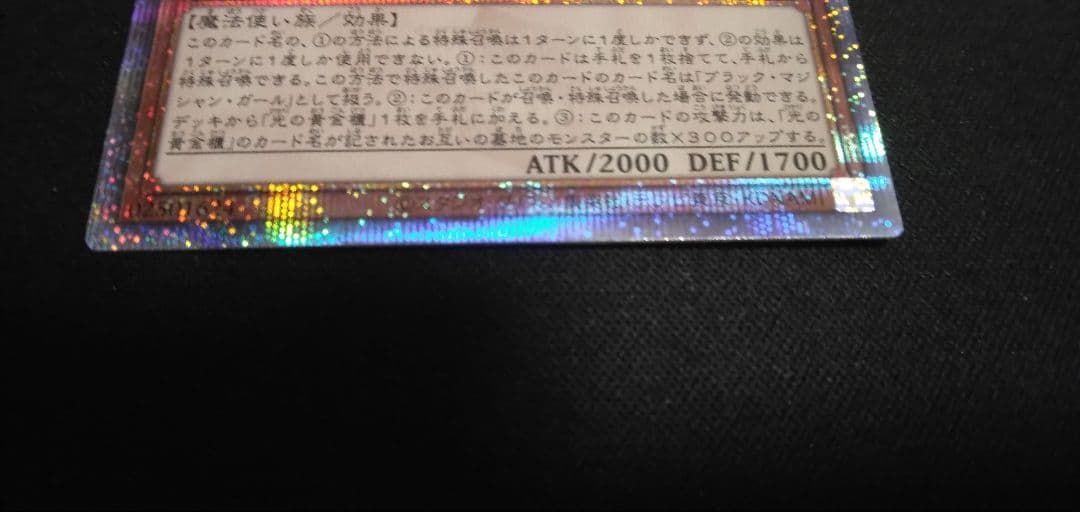 【魔法使い族/効果】
このカード名の、①の方法による特殊召喚は1ターンに1度しかできず、②の効果は
1ターンに1度しか使用できない。①:このカードは手札を1枚捨てて、手札から
特殊召喚できる。この方法で特殊召喚したこのカードのカード名は「ブラック・マジ
シャン・ガール」として扱う。②:このカードが召喚・特殊召喚した場合に発動できる。
デッキから「光の黄金櫃」1枚を手札に加える。③:このカードの攻撃力は、「光の
黄金櫃」のカード名が記されたお互いの墓地のモンスターの数×300アップする。
ATK/2000 DEF/1700